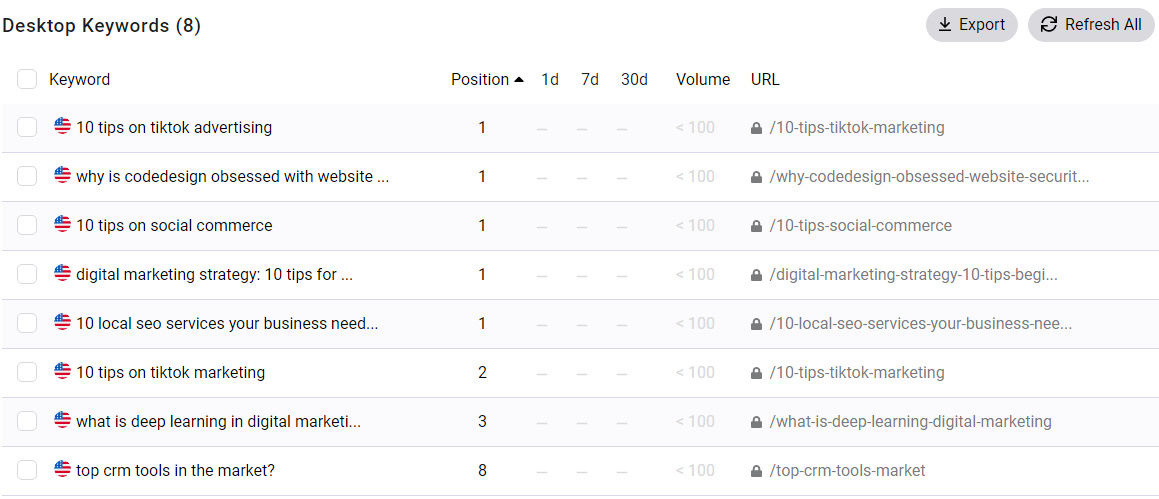 Desktop Keywords (8)
Export
Refresh All
Keyword Position 1d 7d 30d Volume URL
10 tips on tiktok advertising 1 — — — < 100 /10-tips-tiktok-marketing
why is codedesign obsessed with website ... 1 — — — < 100 /why-codedesign-obsessed-website-securit...
10 tips on social commerce 1 — — — < 100 /10-tips-social-commerce
digital marketing strategy: 10 tips for ... 1 — — — < 100 /digital-marketing-strategy-10-tips-begi...
10 local seo services your business need... 1 — — — < 100 /10-local-seo-services-your-business-nee...
10 tips on tiktok marketing 2 — — — < 100 /10-tips-tiktok-marketing
what is deep learning in digital marketi... 3 — — — < 100 /what-is-deep-learning-digital-marketing
top crm tools in the market? 8 — — — < 100 /top-crm-tools-market